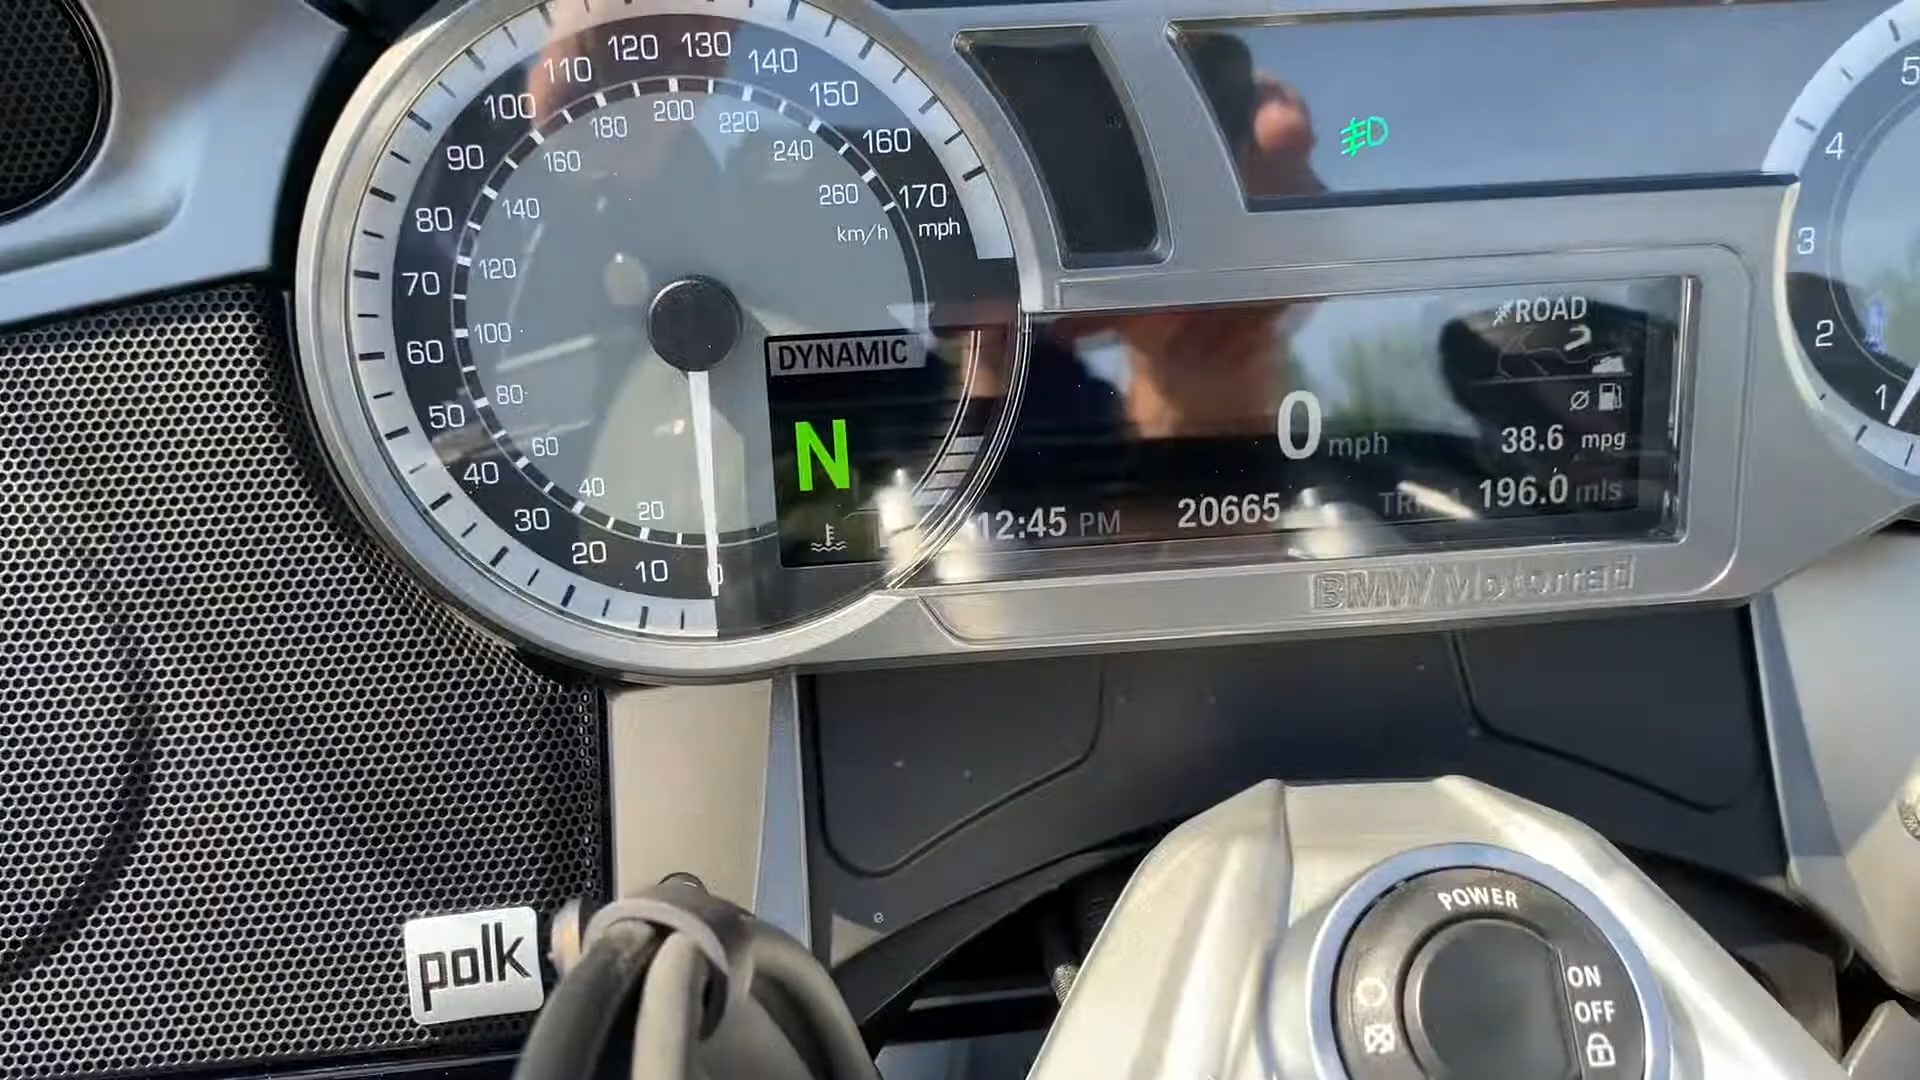 100 110 120 130 140 150 160 170
mph
90 80 70 60 50 40 30 20 10 0
20 40 60 80 100 120 140 160 180 200 220 240 260
km/h
DYNAMIC
N
12:45 PM
20665
0 mph
ROAD
38.6 mpg
196.0 mls
5
4
3
2
1
BMW Motorrad
polk
POWER
ON
OFF